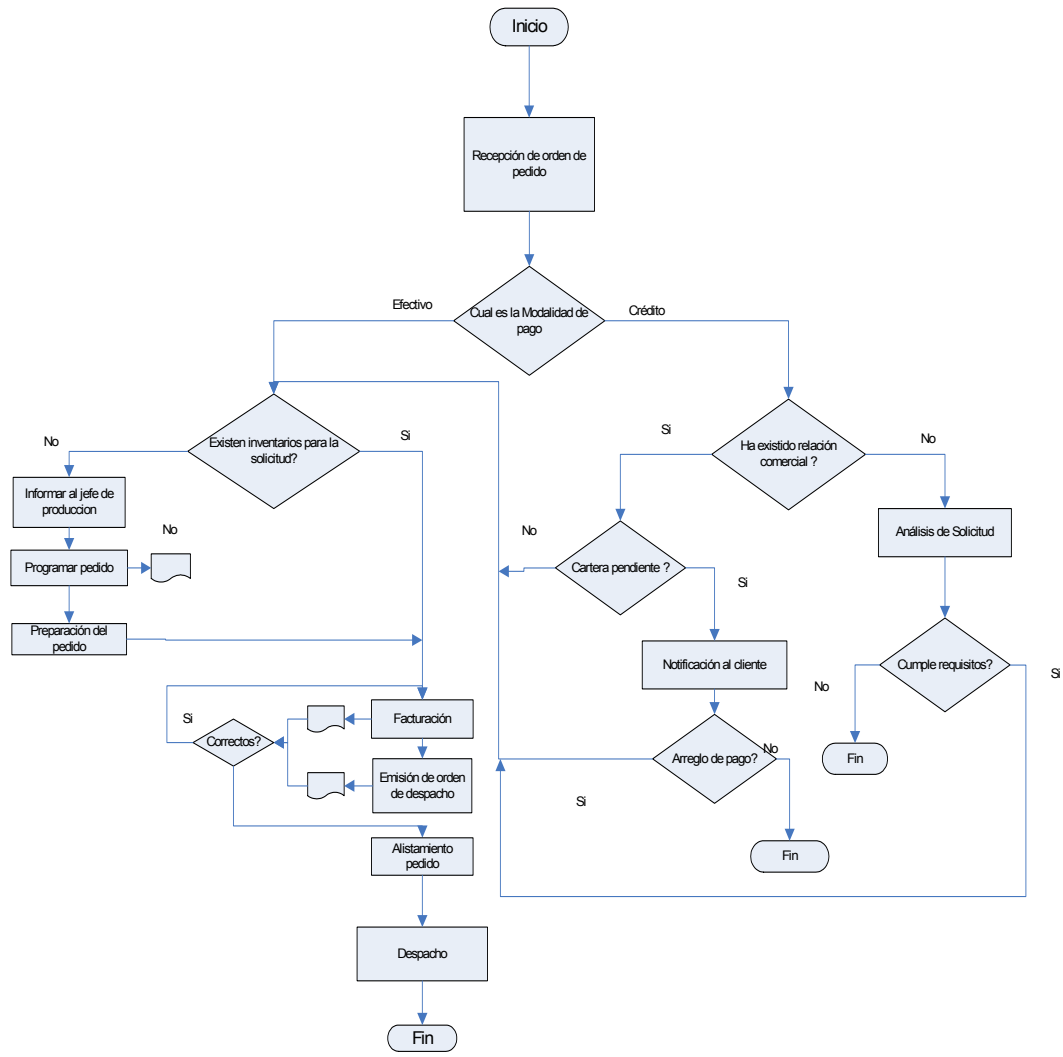 Inicio
Recepción de orden de
pedido
Efectivo
Cual es la Modalidad de
pago
Crédito
No
Existen inventarios para la
solicitud?
Si
Si
Ha existido relación
comercial ?
No
Informar al jefe de
produccion
No
Programar pedido
Preparación del
pedido
No
Cartera pendiente ?
Si
Análisis de Solicitud
Notificación al cliente
No
Cumple requisitos?
Si
Si
Correctos?
Facturación
Emisión de orden
de despacho
Arreglo de pago?
No
Fin
Si
Alistamiento
pedido
Fin
Despacho
Fin